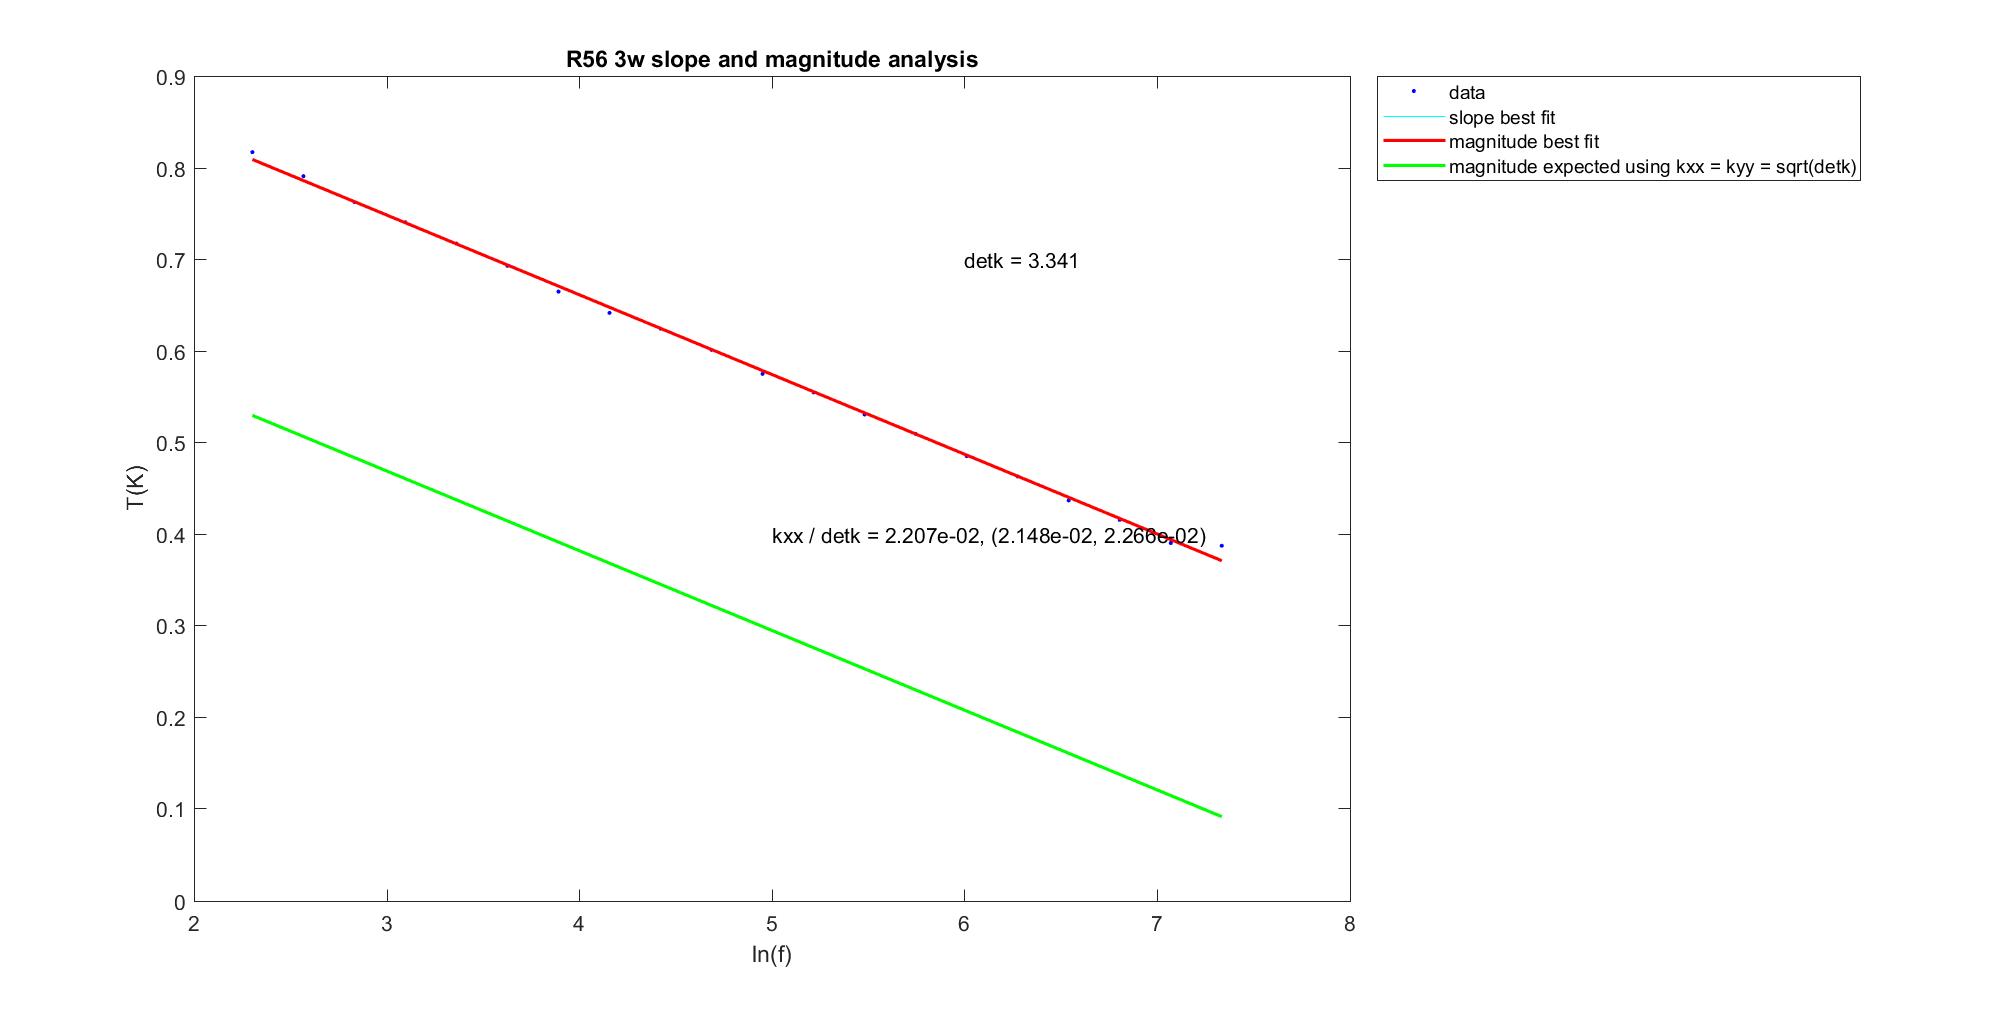 R56 3w slope and magnitude analysis
0.9
0.8
0.7
0.6
0.5
0.4
0.3
0.2
0.1
0
T(K)
detk = 3.341
kxx / detk = 2.207e-02, (2.148e-02, 2.266e-02)
2 3 4 5 6 7 8
ln(f)
data
slope best fit
magnitude best fit
magnitude expected using kxx = kyy = sqrt(detk)